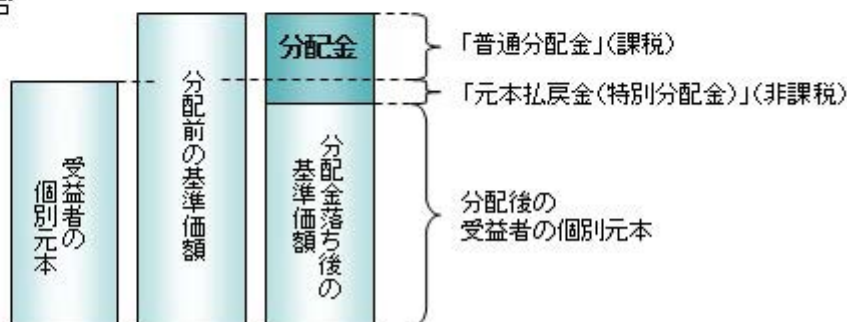 分配金
「普通分配金」(課税)
「元本払戻金(特別分配金)」(非課税)
受益者の
個別元本
分配前の基準価額
分配金落ち後の
基準価額
分配後の
受益者の個別元本